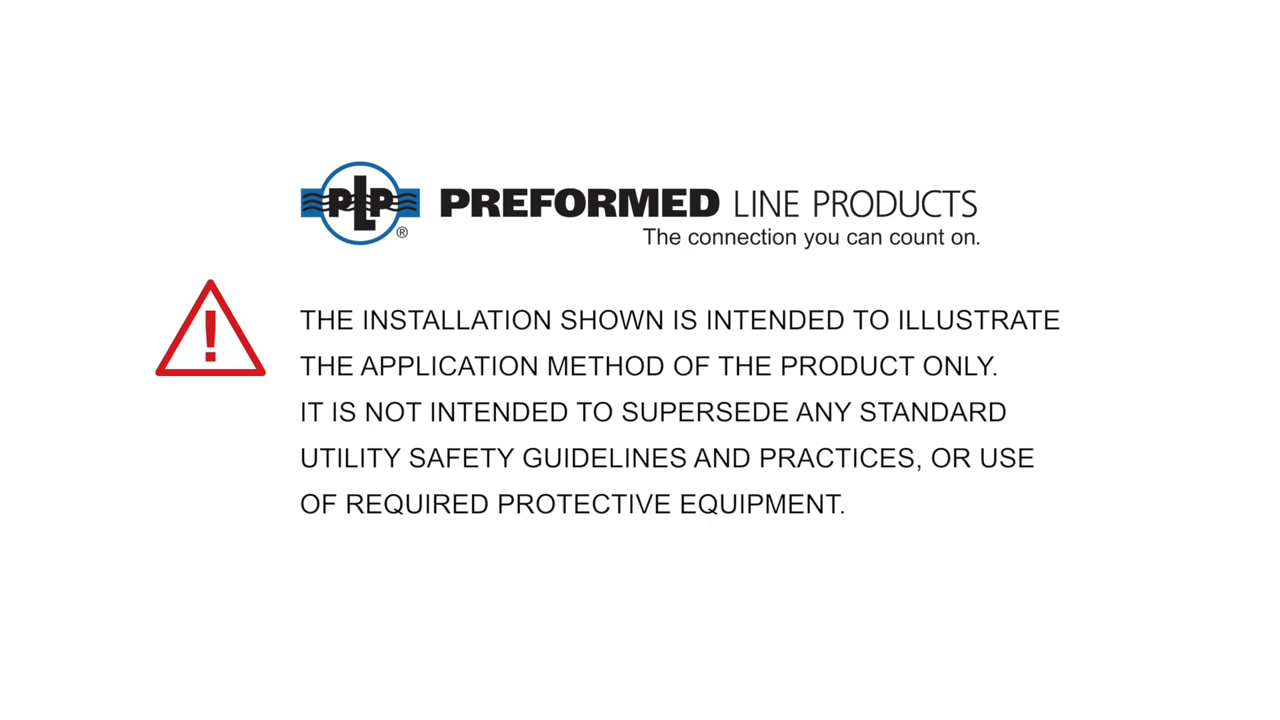 PLP®
PREFORMED LINE PRODUCTS
The connection you can count on.
!
THE INSTALLATION SHOWN IS INTENDED TO ILLUSTRATE
THE APPLICATION METHOD OF THE PRODUCT ONLY.
IT IS NOT INTENDED TO SUPERSEDE ANY STANDARD
UTILITY SAFETY GUIDELINES AND PRACTICES, OR USE
OF REQUIRED PROTECTIVE EQUIPMENT.